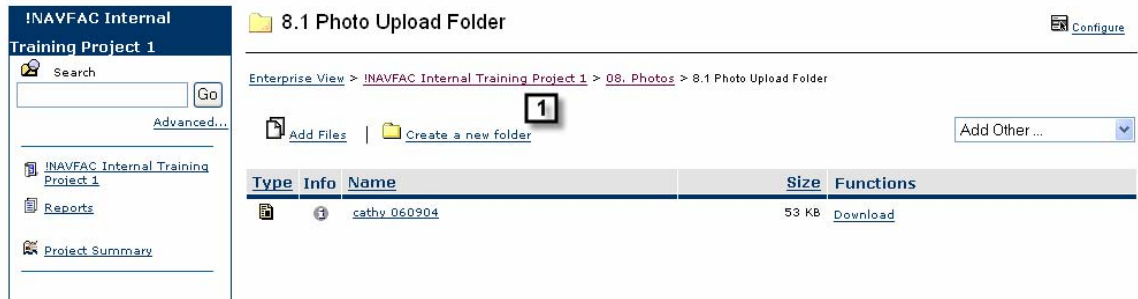 !NAVFAC Internal
Training Project 1
Search
Go
Advanced...
!NAVFAC Internal Training
Project 1
Reports
Project Summary
8.1 Photo Upload Folder
Configure
Enterprise View > !NAVFAC Internal Training Project 1 > 08. Photos > 8.1 Photo Upload Folder
1
Add Files | Create a new folder
Add Other ...
Type Info Name Size Functions
cathy 060904 53 KB Download